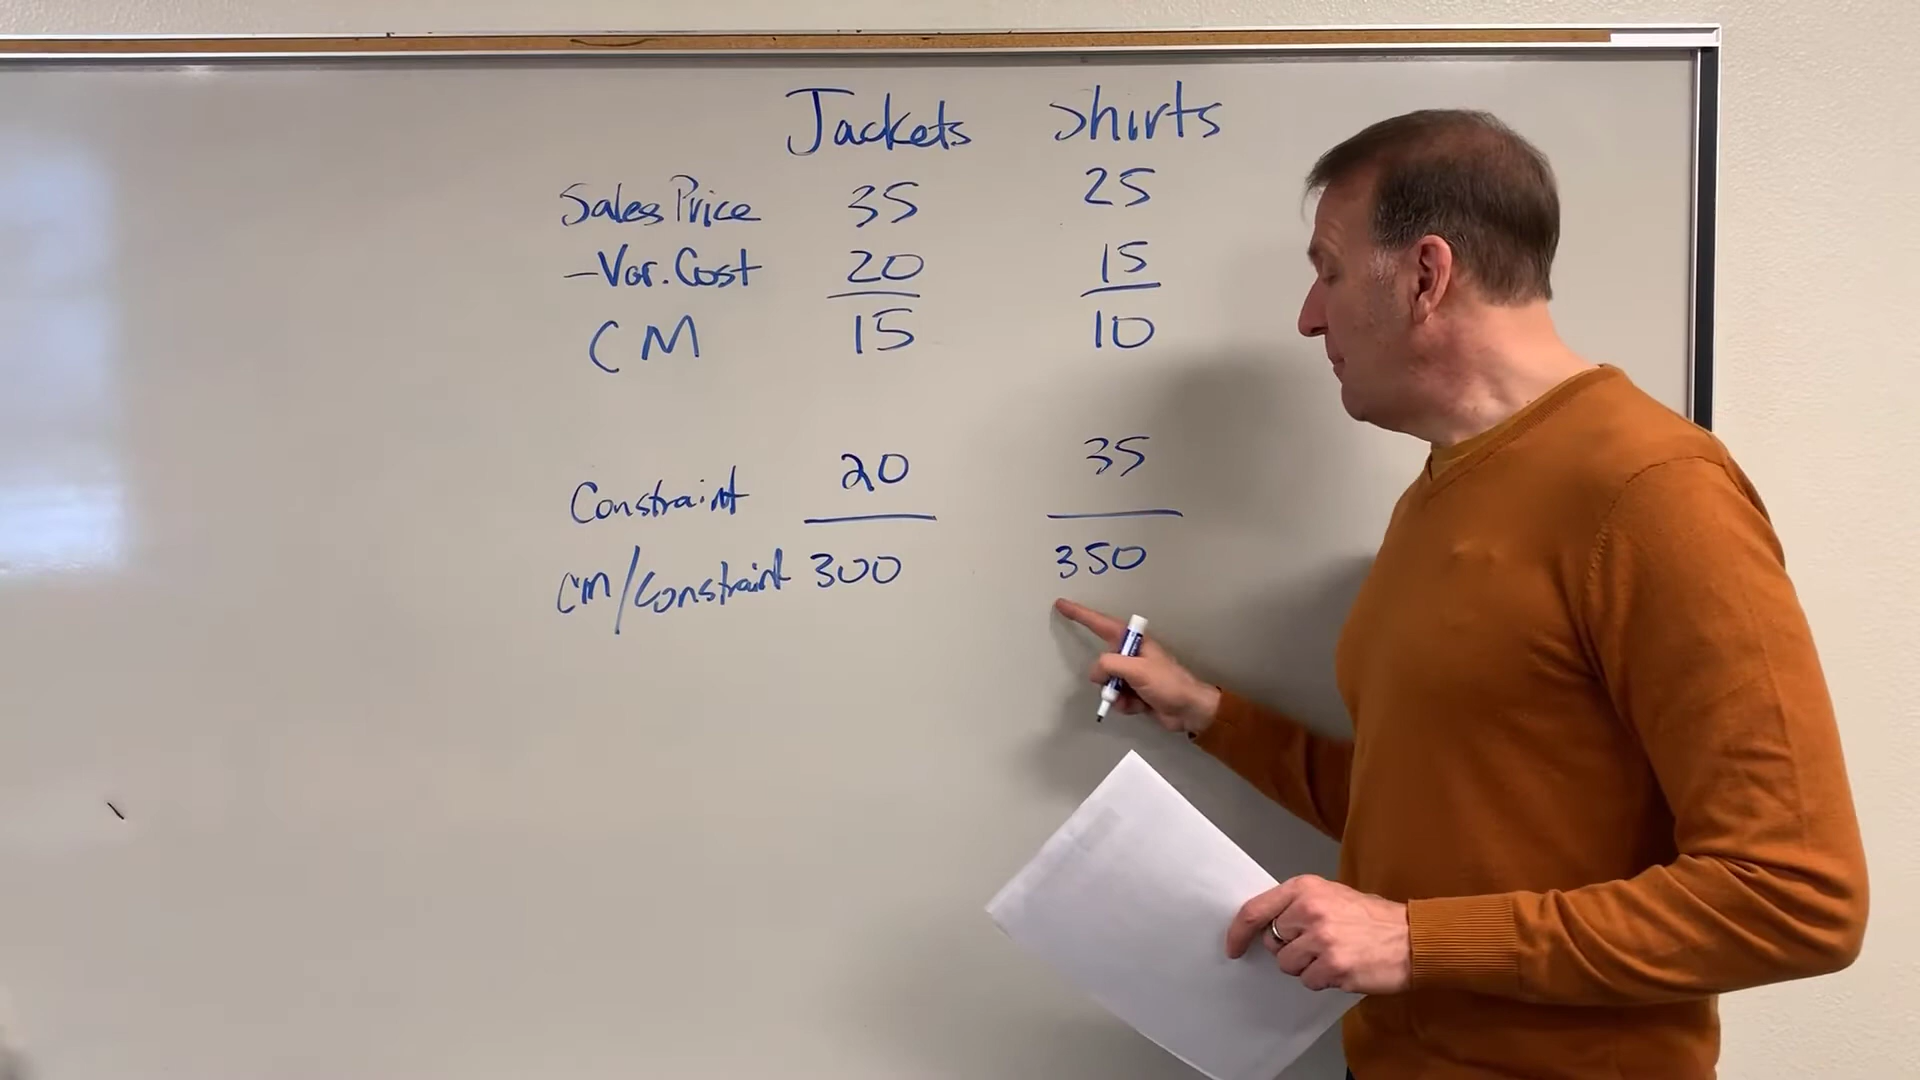 Jackets Shirts
Sales Price 35 25
-Var. Cost 20 15
CM 15 10
Constraint 20 35
CM/Constraint 300 350